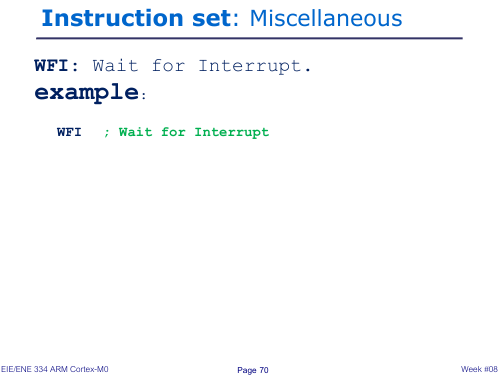 Instruction set: Miscellaneous
WFI: Wait for Interrupt.
example:
WFI ; Wait for Interrupt
EIE/ENE 334 ARM Cortex-M0 Page 70 Week #08